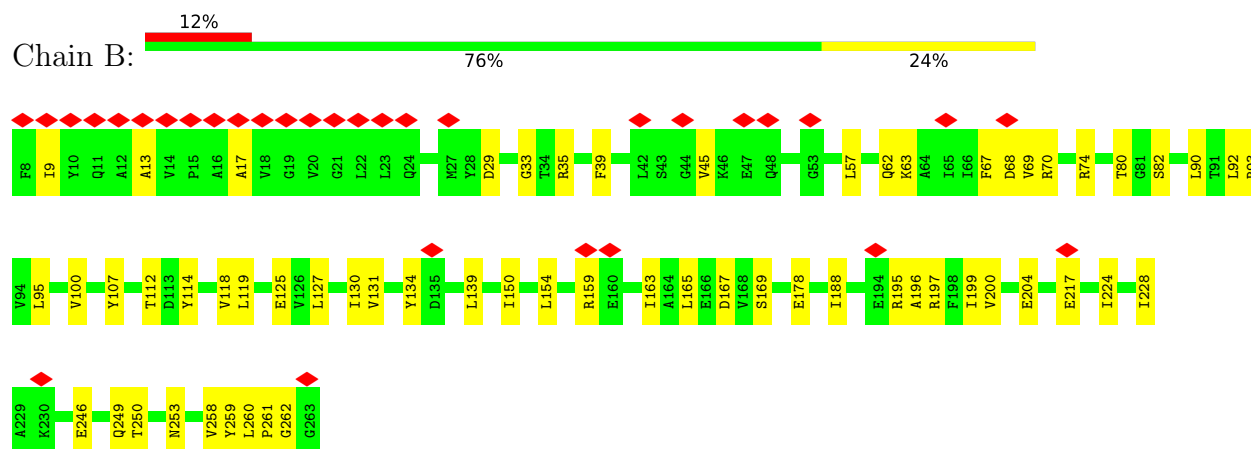 12%
Chain B:
76% 24%
F8 I9 Y10 Q11 A12 A13 V14 P15 A16 A17 V18 G19 V20 G21 L22 L23 Q24 M27 Y28 D29 G33 T34 R35 F39 L42 S43 G44 V45 K46 E47 Q48 G53 L57 Q62 K63 A64 I65 I66 F67 D68 V69 R70 R74 T80 G81 S82 L90 T91 L92
V94 L95 V100 Y107 T112 D113 Y114 V118 L119 E125 V126 L127 I130 V131 Y134 D135 L139 I150 L154 R159 E160 I163 A164 L165 E166 D167 V168 S169 E178 I188 E194 R195 A196 R197 F198 I199 V200 E204 E217 I224 I228
A229 K230 E246 Q249 T250 N253 V258 Y259 L260 P261 G262 G263